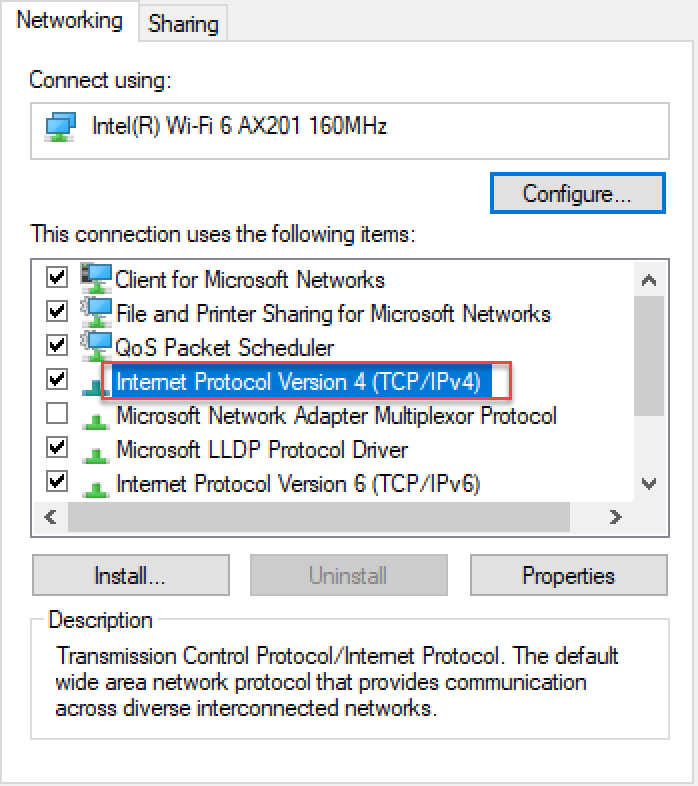 Networking
Sharing
Connect using:
Intel(R) Wi-Fi 6 AX201 160MHz
Configure...
This connection uses the following items:
Client for Microsoft Networks
File and Printer Sharing for Microsoft Networks
QoS Packet Scheduler
Internet Protocol Version 4 (TCP/IPv4)
Microsoft Network Adapter Multiplexor Protocol
Microsoft LLDP Protocol Driver
Internet Protocol Version 6 (TCP/IPv6)
Install...
Uninstall
Properties
Description
Transmission Control Protocol/Internet Protocol. The default
wide area network protocol that provides communication
across diverse interconnected networks.